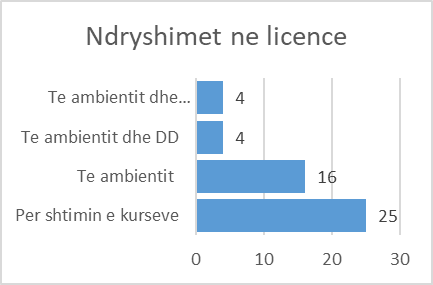 Ndryshimet ne licence
Te ambientit dhe... 4
Te ambientit dhe DD 4
Te ambientit 16
Per shtimin e kurseve 25
0 10 20 30